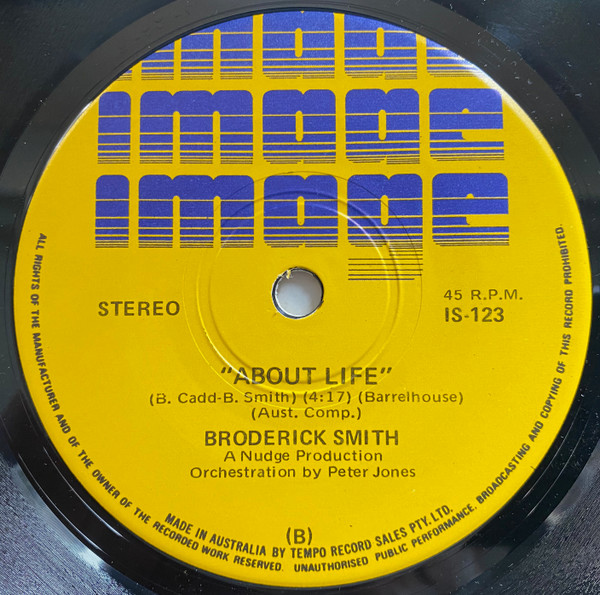 image
image
image
STEREO
45 R.P.M.
IS-123
"ABOUT LIFE"
(B. Cadd-B. Smith) (4:17) (Barrelhouse)
(Aust. Comp.)
BRODERICK SMITH
A Nudge Production
Orchestration by Peter Jones
(B)
MADE IN AUSTRALIA BY TEMPO RECORD SALES PTY. LTD.
ALL RIGHTS OF THE MANUFACTURER AND OF THE OWNER OF THE RECORDED WORK RESERVED. UNAUTHORISED PUBLIC PERFORMANCE, BROADCASTING AND COPYING OF THIS RECORD PROHIBITED.